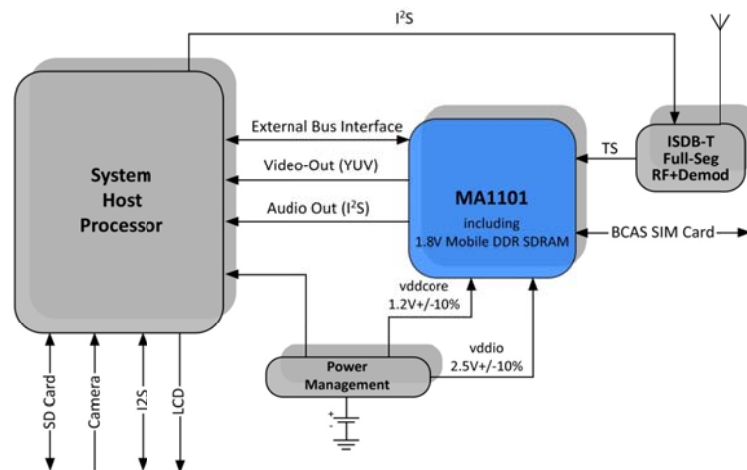 I²S
External Bus Interface
Video-Out (YUV)
Audio Out (I²S)
System
Host
Processor
MA1101
including
1.8V Mobile DDR SDRAM
TS
ISDB-T
Full-Seg
RF+Demod
BCAS SIM Card
vddcore
1.2V+/-10%
vddio
2.5V+/-10%
Power
Management
+
-
SD Card
Camera
I2S
LCD